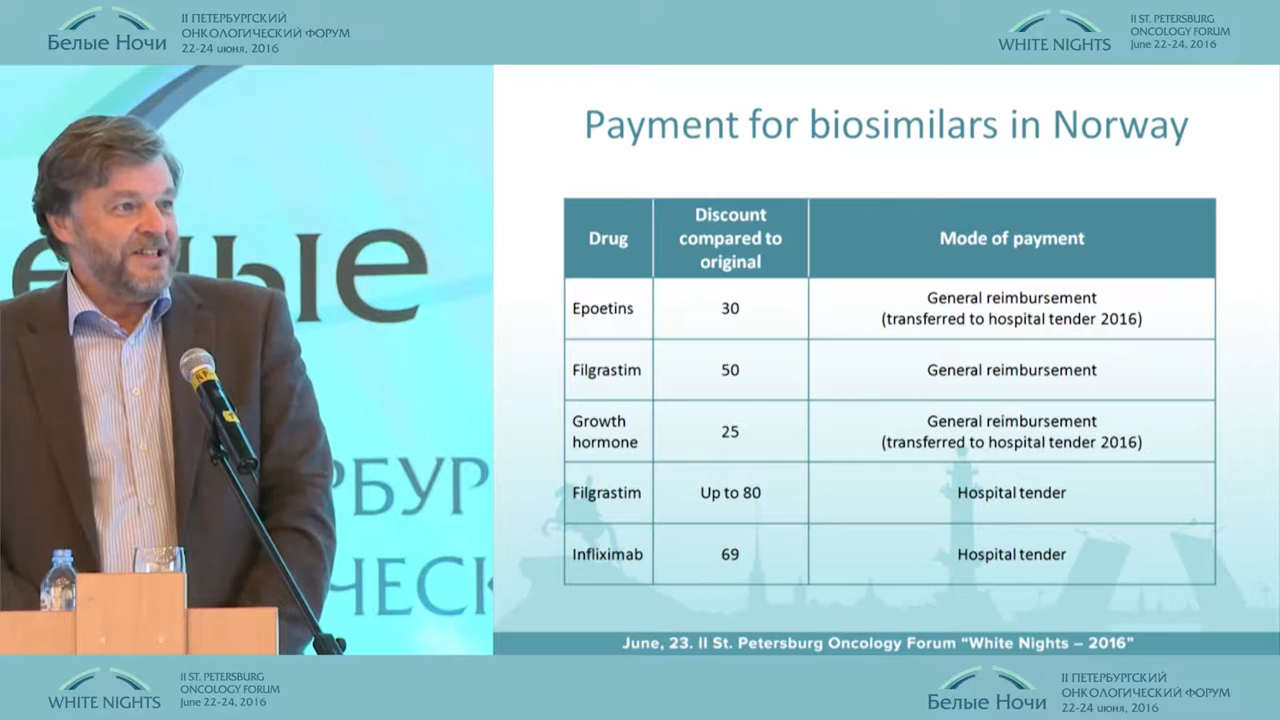 Белые Ночи
II ПЕТЕРБУРГСКИЙ
ОНКОЛОГИЧЕСКИЙ ФОРУМ
22-24 июня, 2016
WHITE NIGHTS
II ST. PETERSBURG
ONCOLOGY FORUM
June 22-24, 2016
Payment for biosimilars in Norway
Drug
Discount
compared to
original
Mode of payment
Epoetins
30
General reimbursement
(transferred to hospital tender 2016)
Filgrastim
50
General reimbursement
Growth
hormone
25
General reimbursement
(transferred to hospital tender 2016)
Filgrastim
Up to 80
Hospital tender
Infliximab
69
Hospital tender
June, 23. II St. Petersburg Oncology Forum “White Nights – 2016”
WHITE NIGHTS
II ST. PETERSBURG
ONCOLOGY FORUM
June 22-24, 2016
Белые Ночи
II ПЕТЕРБУРГСКИЙ
ОНКОЛОГИЧЕСКИЙ ФОРУМ
22-24 июня, 2016